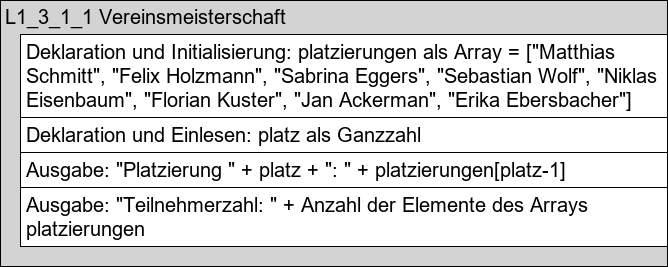 L1_3_1_1 Vereinsmeisterschaft
Deklaration und Initialisierung: platzierungen als Array = ["Matthias
Schmitt", "Felix Holzmann", "Sabrina Eggers", "Sebastian Wolf", "Niklas
Eisenbaum", "Florian Kuster", "Jan Ackerman", "Erika Ebersbacher"]
Deklaration und Einlesen: platz als Ganzzahl
Ausgabe: "Platzierung " + platz + ": " + platzierungen[platz-1]
Ausgabe: "Teilnehmerzahl: " + Anzahl der Elemente des Arrays
platzierungen